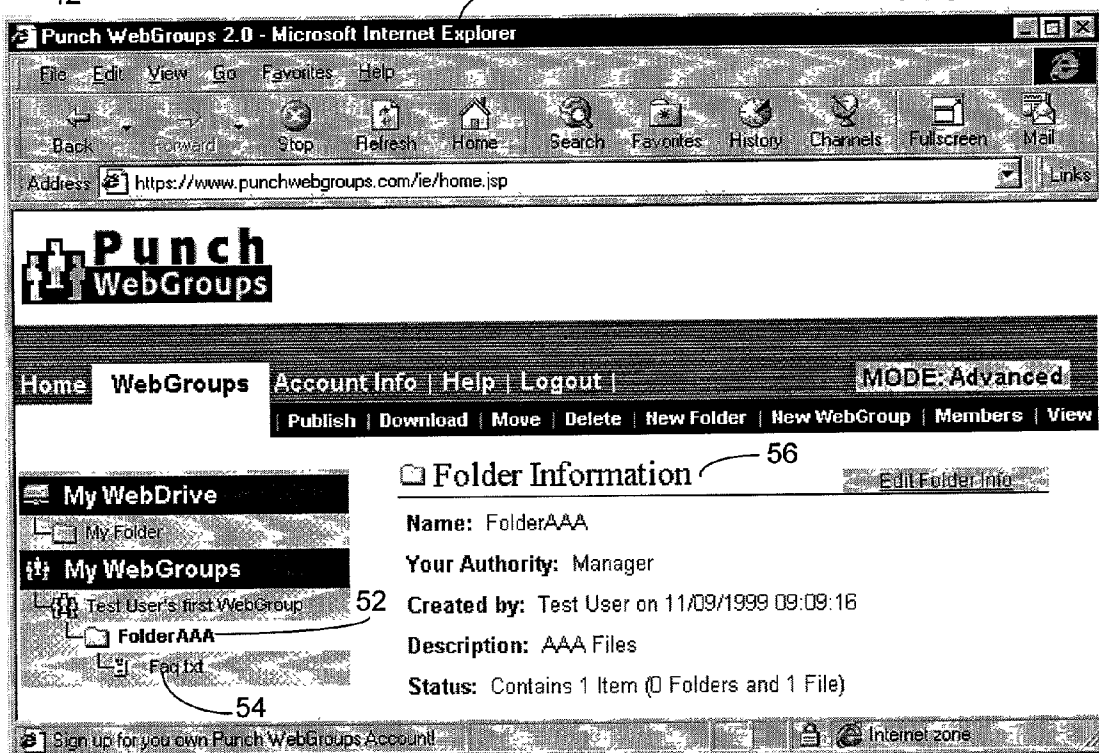 Punch WebGroups 2.0 - Microsoft Internet Explorer
File Edit View Go Favorites Help
Back Forward Stop Refresh Home Search Favorites History Channels Fullscreen Mail
Address https://www.punchwebgroups.com/ie/home.jsp Links
Punch
WebGroups
Home WebGroups Account Info | Help | Logout | MODE: Advanced
| Publish | Download | Move | Delete | New Folder | New WebGroup | Members | View
Folder Information 56 Edit Folder Info
My WebDrive
My Folder
Name: FolderAAA
Your Authority: Manager
My WebGroups
Test User's first WebGroup 52
Created by: Test User on 11/09/1999 09:09:16
FolderAAA
Description: AAA Files
Faq.txt
Status: Contains 1 Item (0 Folders and 1 File)
54
Sign up for you own Punch WebGroups Account! Internet zone